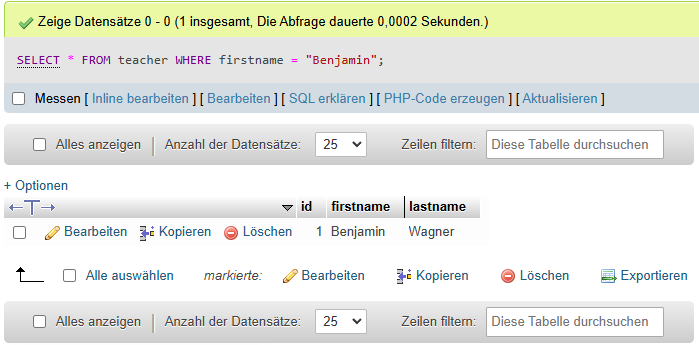 Zeige Datensätze 0 - 0 (1 insgesamt, Die Abfrage dauerte 0,0002 Sekunden.)
SELECT * FROM teacher WHERE firstname = "Benjamin";
Messen [ Inline bearbeiten ] [ Bearbeiten ] [ SQL erklären ] [ PHP-Code erzeugen ] [ Aktualisieren ]
Alles anzeigen | Anzahl der Datensätze: 25 Zeilen filtern: Diese Tabelle durchsuchen
+ Optionen
←T→ id firstname lastname
Bearbeiten Kopieren Löschen 1 Benjamin Wagner
Alle auswählen markierte: Bearbeiten Kopieren Löschen Exportieren
Alles anzeigen | Anzahl der Datensätze: 25 Zeilen filtern: Diese Tabelle durchsuchen